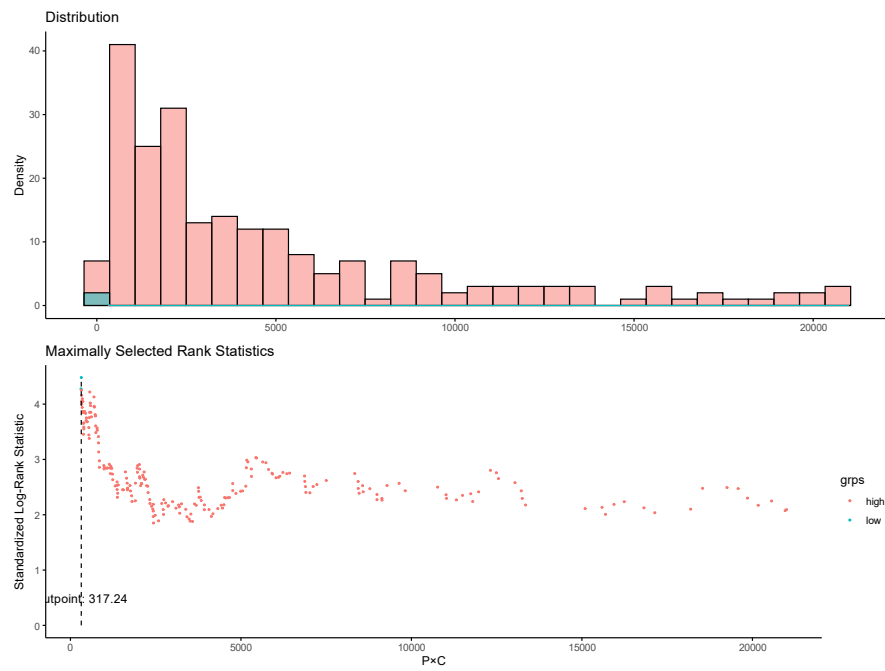 Distribution
40
30
20
10
0
Density
0 5000 10000 15000 20000
Maximally Selected Rank Statistics
4
3
2
1
0
Standardized Log-Rank Statistic
utpoint: 317.24
0 5000 10000 15000 20000
P×C
grps
high
low